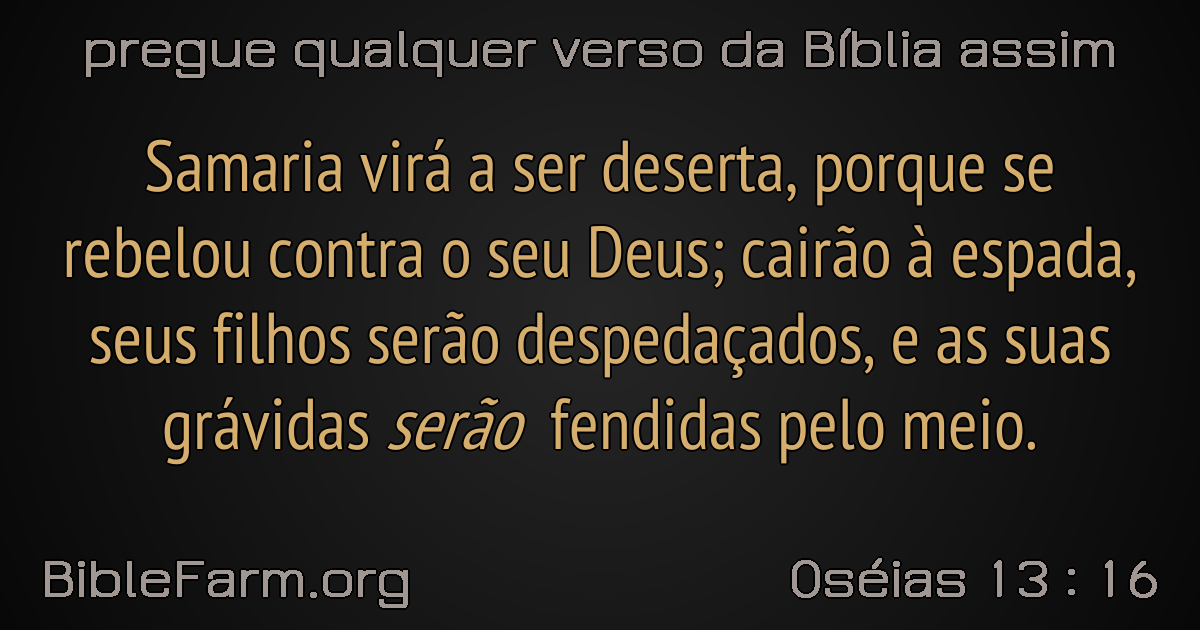 pregue qualquer verso da Bíblia assim
Samaria virá a ser deserta, porque se
rebelou contra o seu Deus; cairão à espada,
seus filhos serão despedaçados, e as suas
grávidas serão fendidas pelo meio.
BibleFarm.org
Oséias 13 : 16